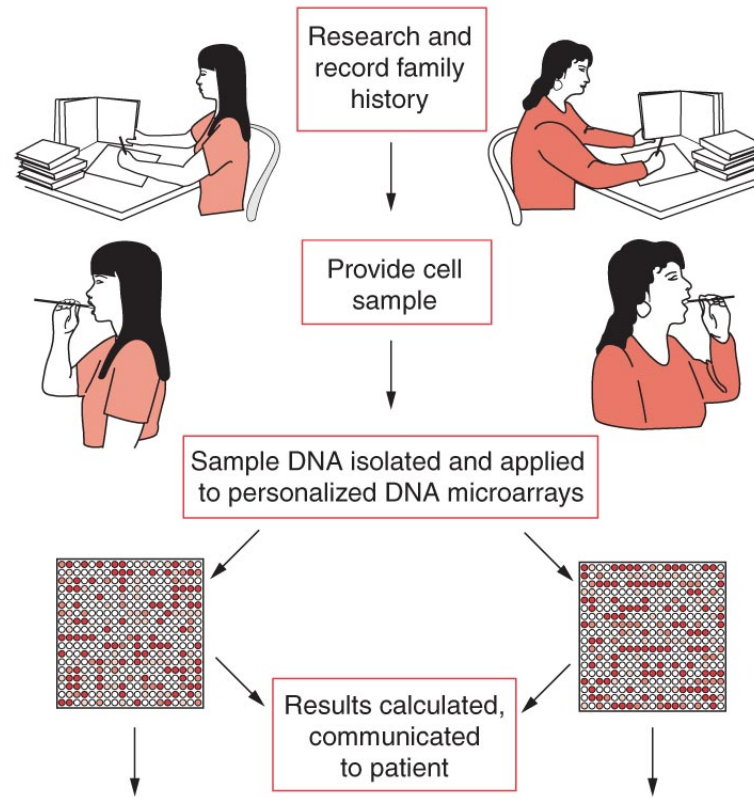 Research and
record family
history
Provide cell
sample
Sample DNA isolated and applied
to personalized DNA microarrays
Results calculated,
communicated
to patient